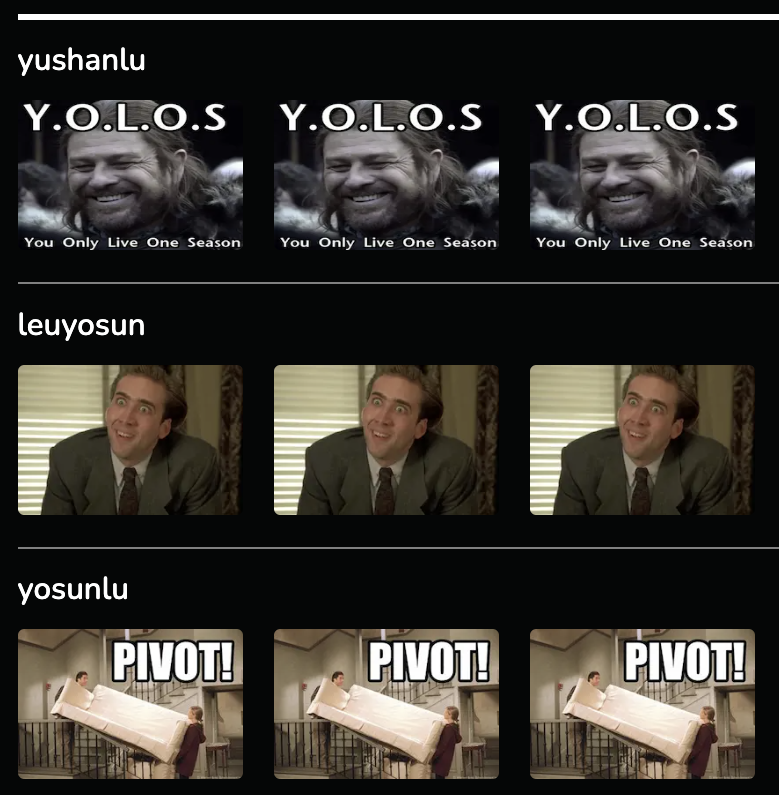 yushanlu
Y.O.L.O.S Y.O.L.O.S Y.O.L.O.S
You Only Live One Season You Only Live One Season You Only Live One Season
leuyosun
yosunlu
PIVOT! PIVOT! PIVOT!